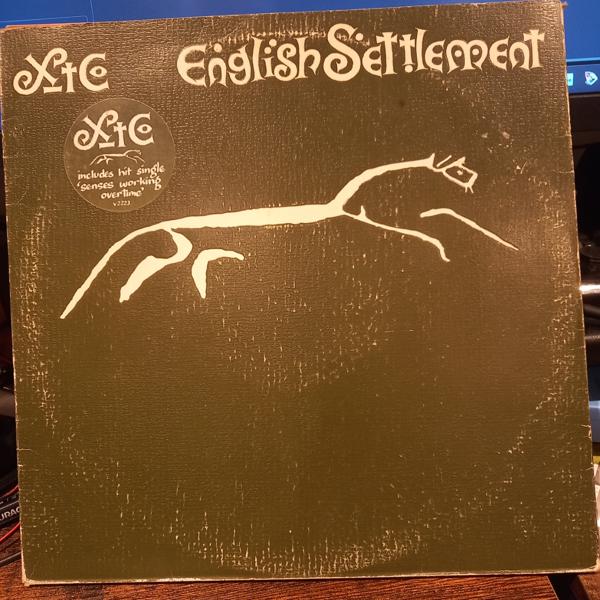 XTC
English Settlement
XTC
includes hit single
'senses working
overtime'
V2223